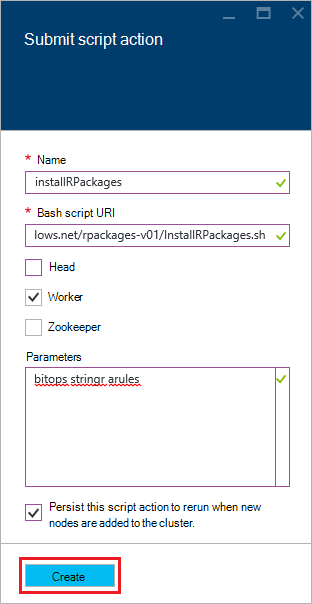 Submit script action
* Name
installRPackages
* Bash script URI
lows.net/rpackages-v01/InstallRPackages.sh
Head
Worker
Zookeeper
Parameters
bitops stringr arules
Persist this script action to rerun when new
nodes are added to the cluster.
Create